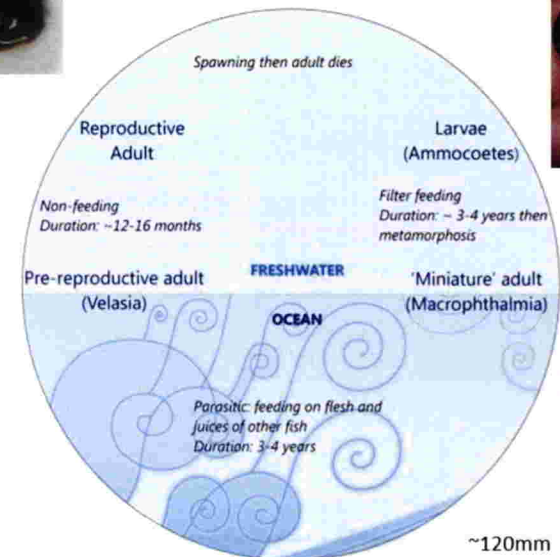 Spawning then adult dies
Reproductive
Adult
Larvae
(Ammocoetes)
Non-feeding
Duration: ~12-16 months
Filter feeding
Duration: ~ 3-4 years then
metamorphosis
Pre-reproductive adult
(Velasia)
FRESHWATER
'Miniature' adult
(Macrophthalmia)
OCEAN
Parasitic: feeding on flesh and
juices of other fish
Duration: 3-4 years
~120mm